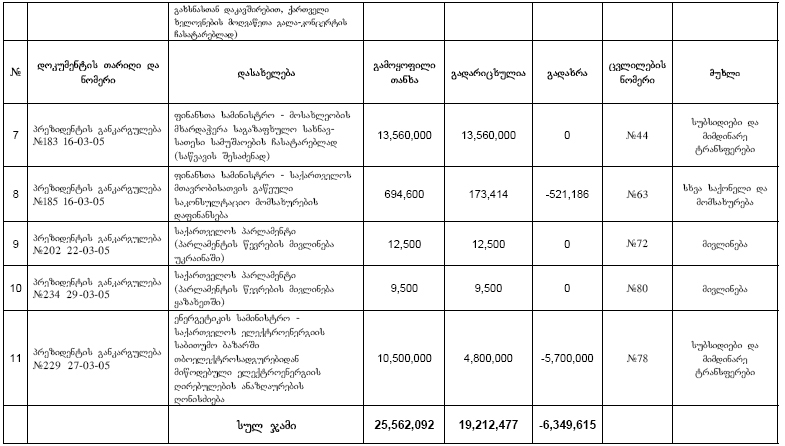 გახსნასთან დაკავშირებით, ქართველი
ხელოვნების მოღვაწეთა გალა-კონცერტის
ჩასატარებლად)
№ დოკუმენტის თარიღი და ნომერი დასახელება გამოყოფილი თანხა გადარიცხულია გადახრა ცვლილების ნომერი მუხლი
7 პრეზიდენტის განკარგულება №183 16-03-05
ფინანსთა სამინისტრო - მოსახლეობის
მხარდაჭერა საგაზაფხულო სახნავ-
სათესი სამუშაოების ჩასატარებლად
(საწვავის შესაძენად)
13,560,000 13,560,000 0 №44
სუბსიდიები და
მიმდინარე
ტრანსფერები
8 პრეზიდენტის განკარგულება №185 16-03-05
ფინანსთა სამინისტრო - საქართველოს
მთავრობისათვის გაწეული
საკონსულტაციო მომსახურების
დაფინანსება
694,600 173,414 -521,186 №63
სხვა საქონელი და
მომსახურება
9 პრეზიდენტის განკარგულება №202 22-03-05
საქართველოს პარლამენტი
(პარლამენტის წევრების მივლინება
უკრაინაში)
12,500 12,500 0 №72 მივლინება
10 პრეზიდენტის განკარგულება №234 29-03-05
საქართველოს პარლამენტი
(პარლამენტის წევრების მივლინება
ყაზახეთში)
9,500 9,500 0 №80 მივლინება
11 პრეზიდენტის განკარგულება №229 27-03-05
ენერგეტიკის სამინისტრო -
საქართველოს ელექტროენერგიის
საბითუმო ბაზარში
თბოელექტროსადგურებიდან
მიწოდებული ელექტროენერგიის
ღირებულების ანაზღაურების
ღონისძიება
10,500,000 4,800,000 -5,700,000 №78
სუბსიდიები და
მიმდინარე
ტრანსფერები
სულ ჯამი 25,562,092 19,212,477 -6,349,615